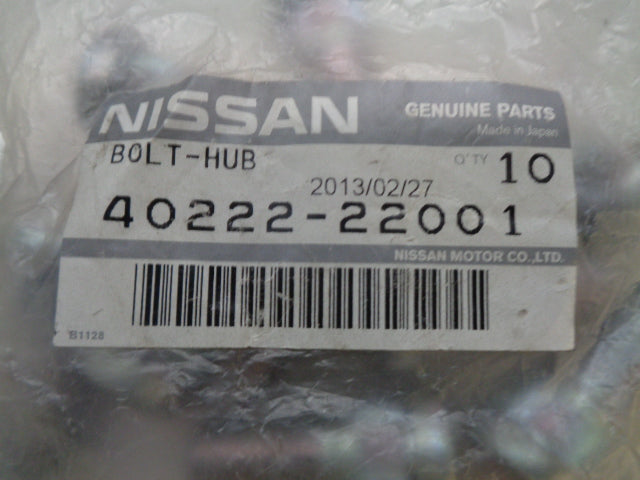 NISSAN GENUINE PARTS
Made in Japan
BOLT-HUB Q'TY 10
2013/02/27
40222-22001
NISSAN MOTOR CO.,LTD.
B1128